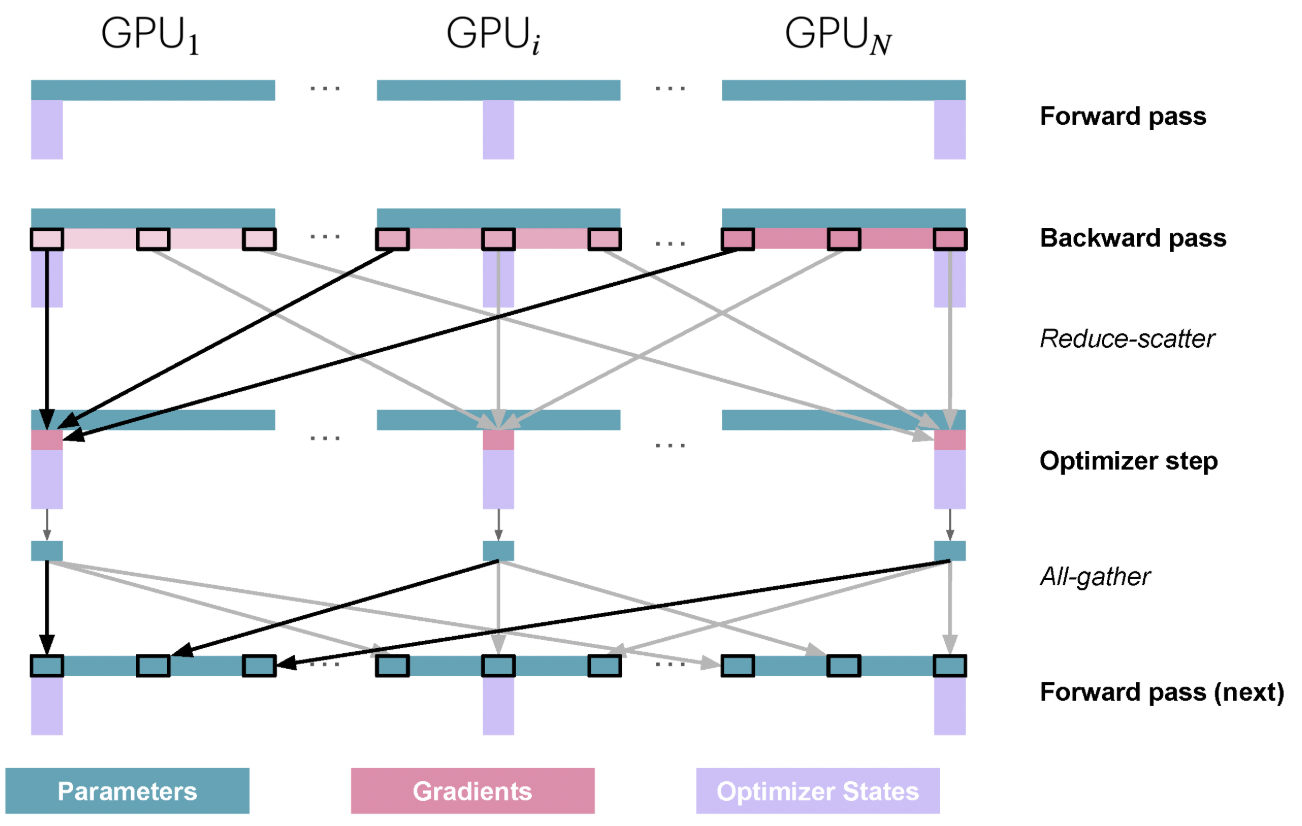 GPU₁ GPUᵢ GPU_N
... ...
Forward pass
... ...
Backward pass
Reduce-scatter
... ...
Optimizer step
All-gather
... ...
Forward pass (next)
Parameters Gradients Optimizer States